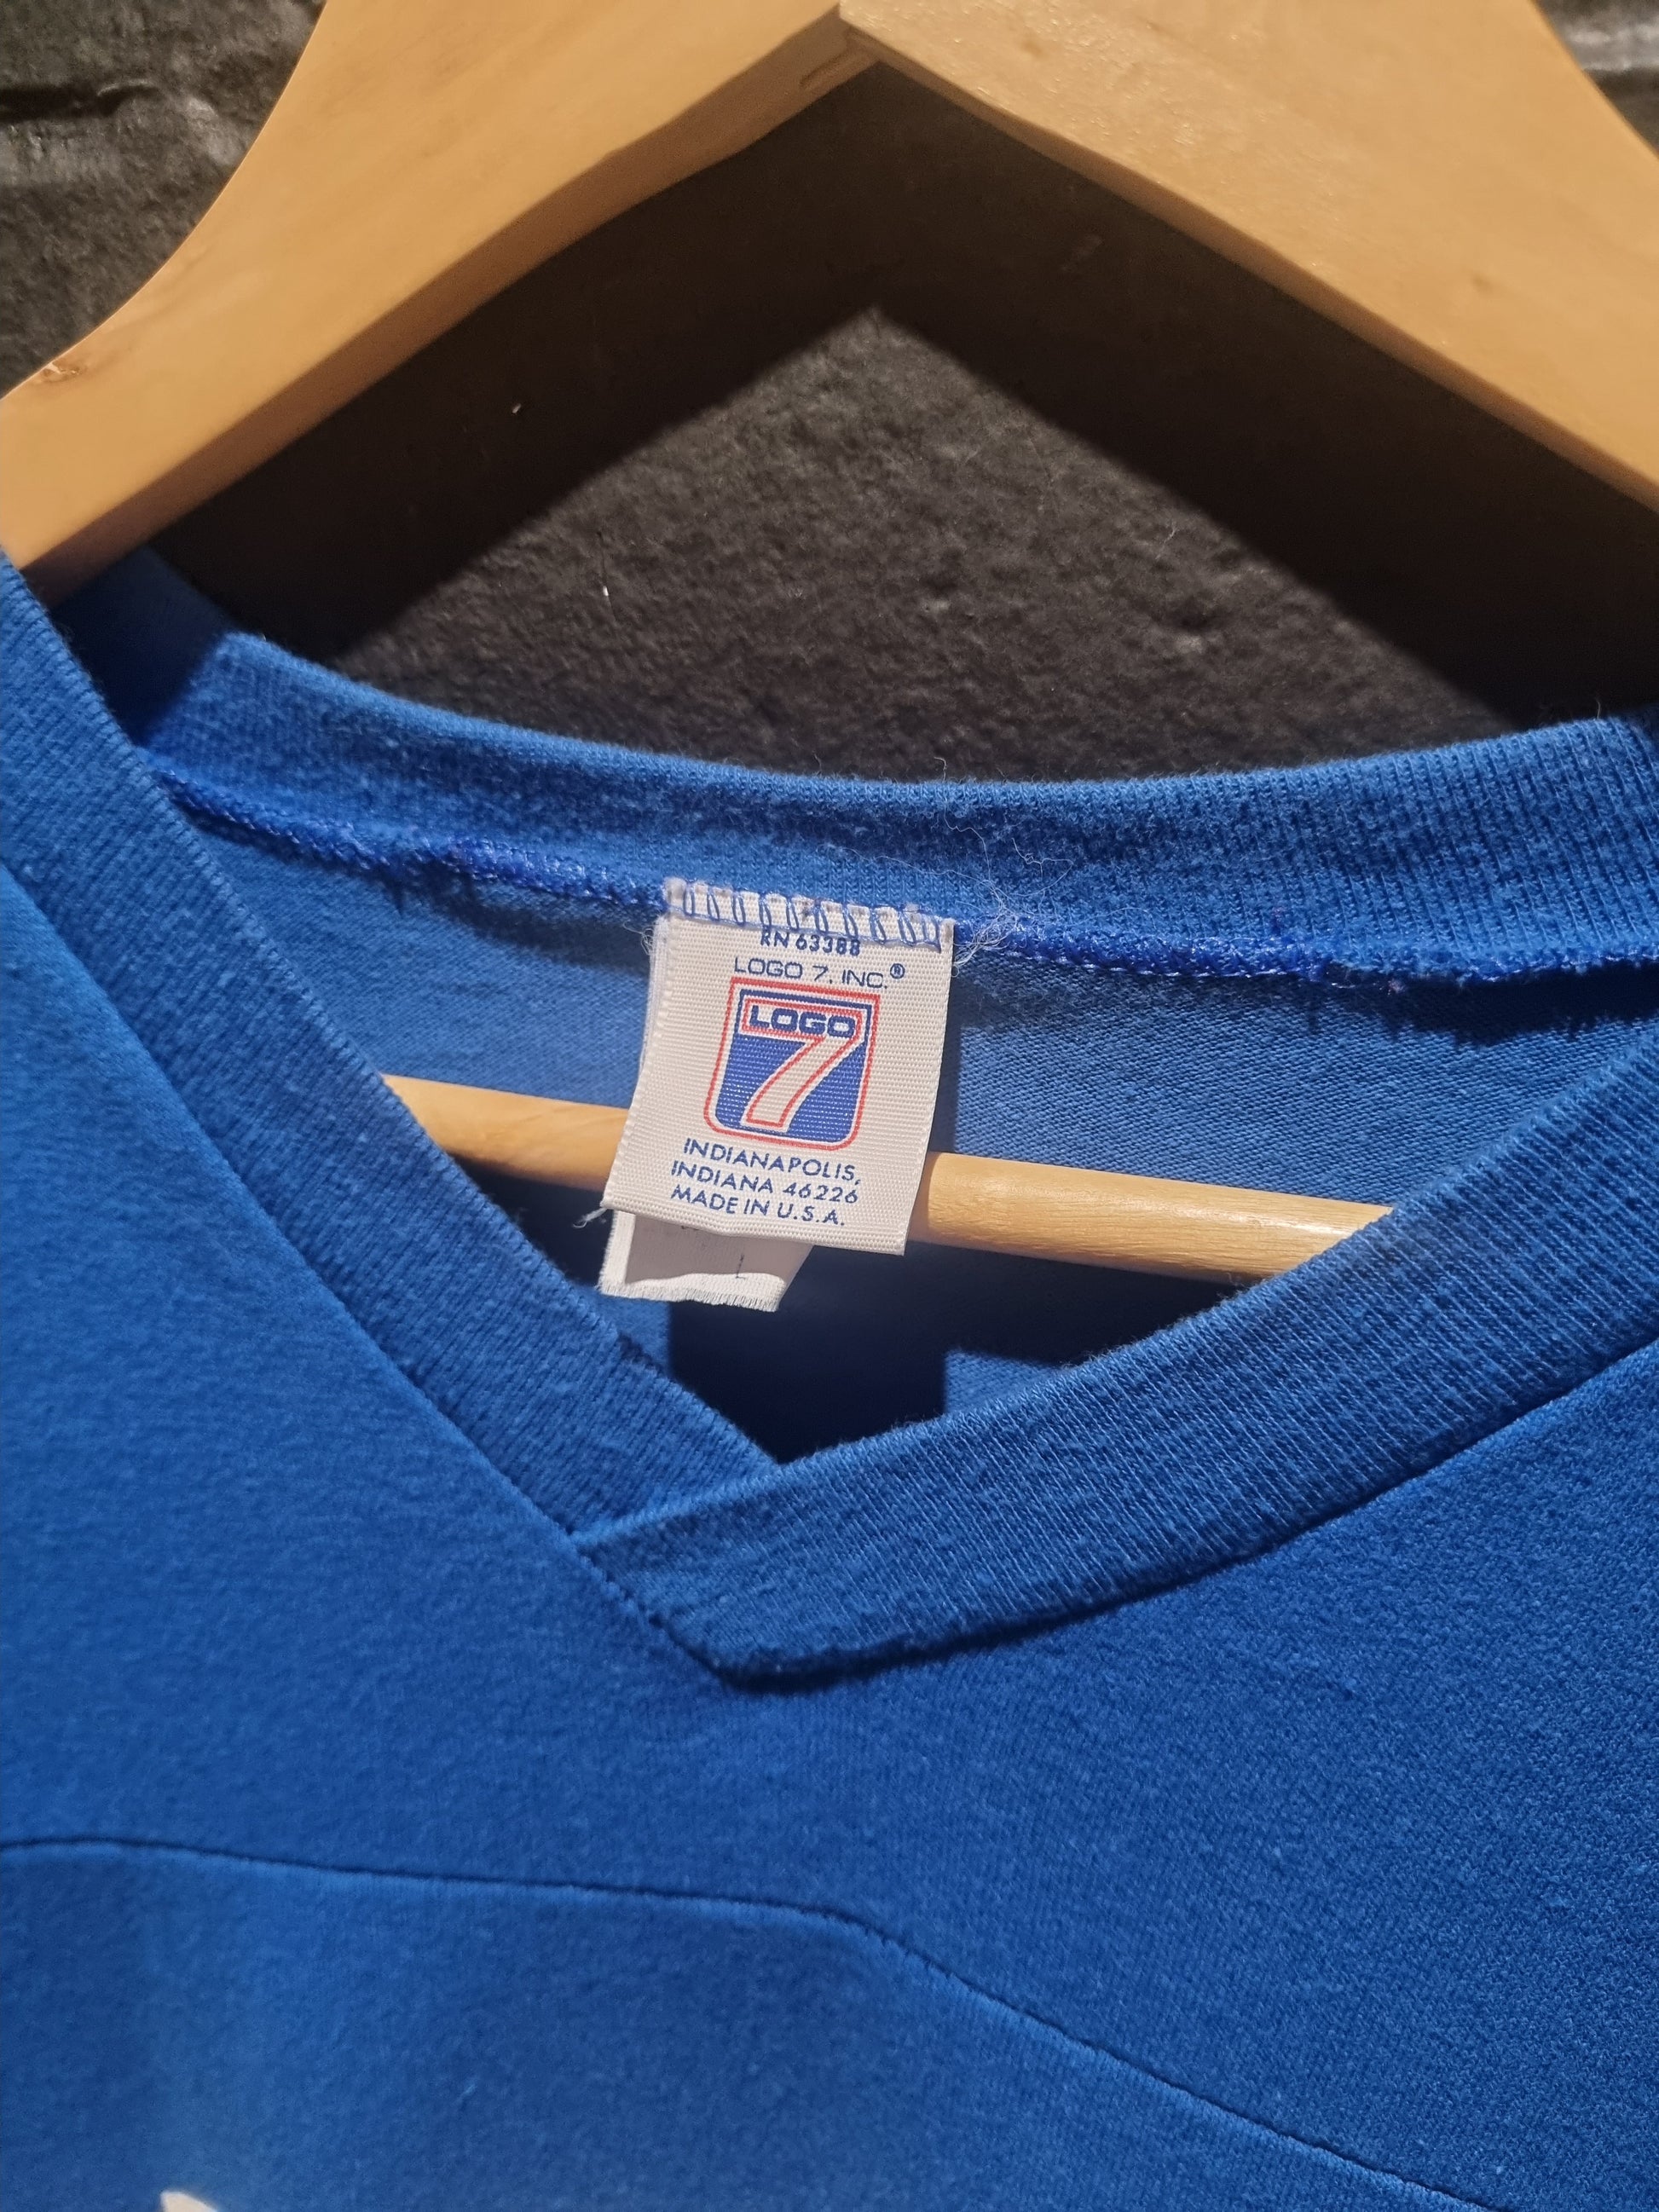 RN 63388
LOGO 7, INC.®
LOGO
7
INDIANAPOLIS,
INDIANA 46226
MADE IN U.S.A.